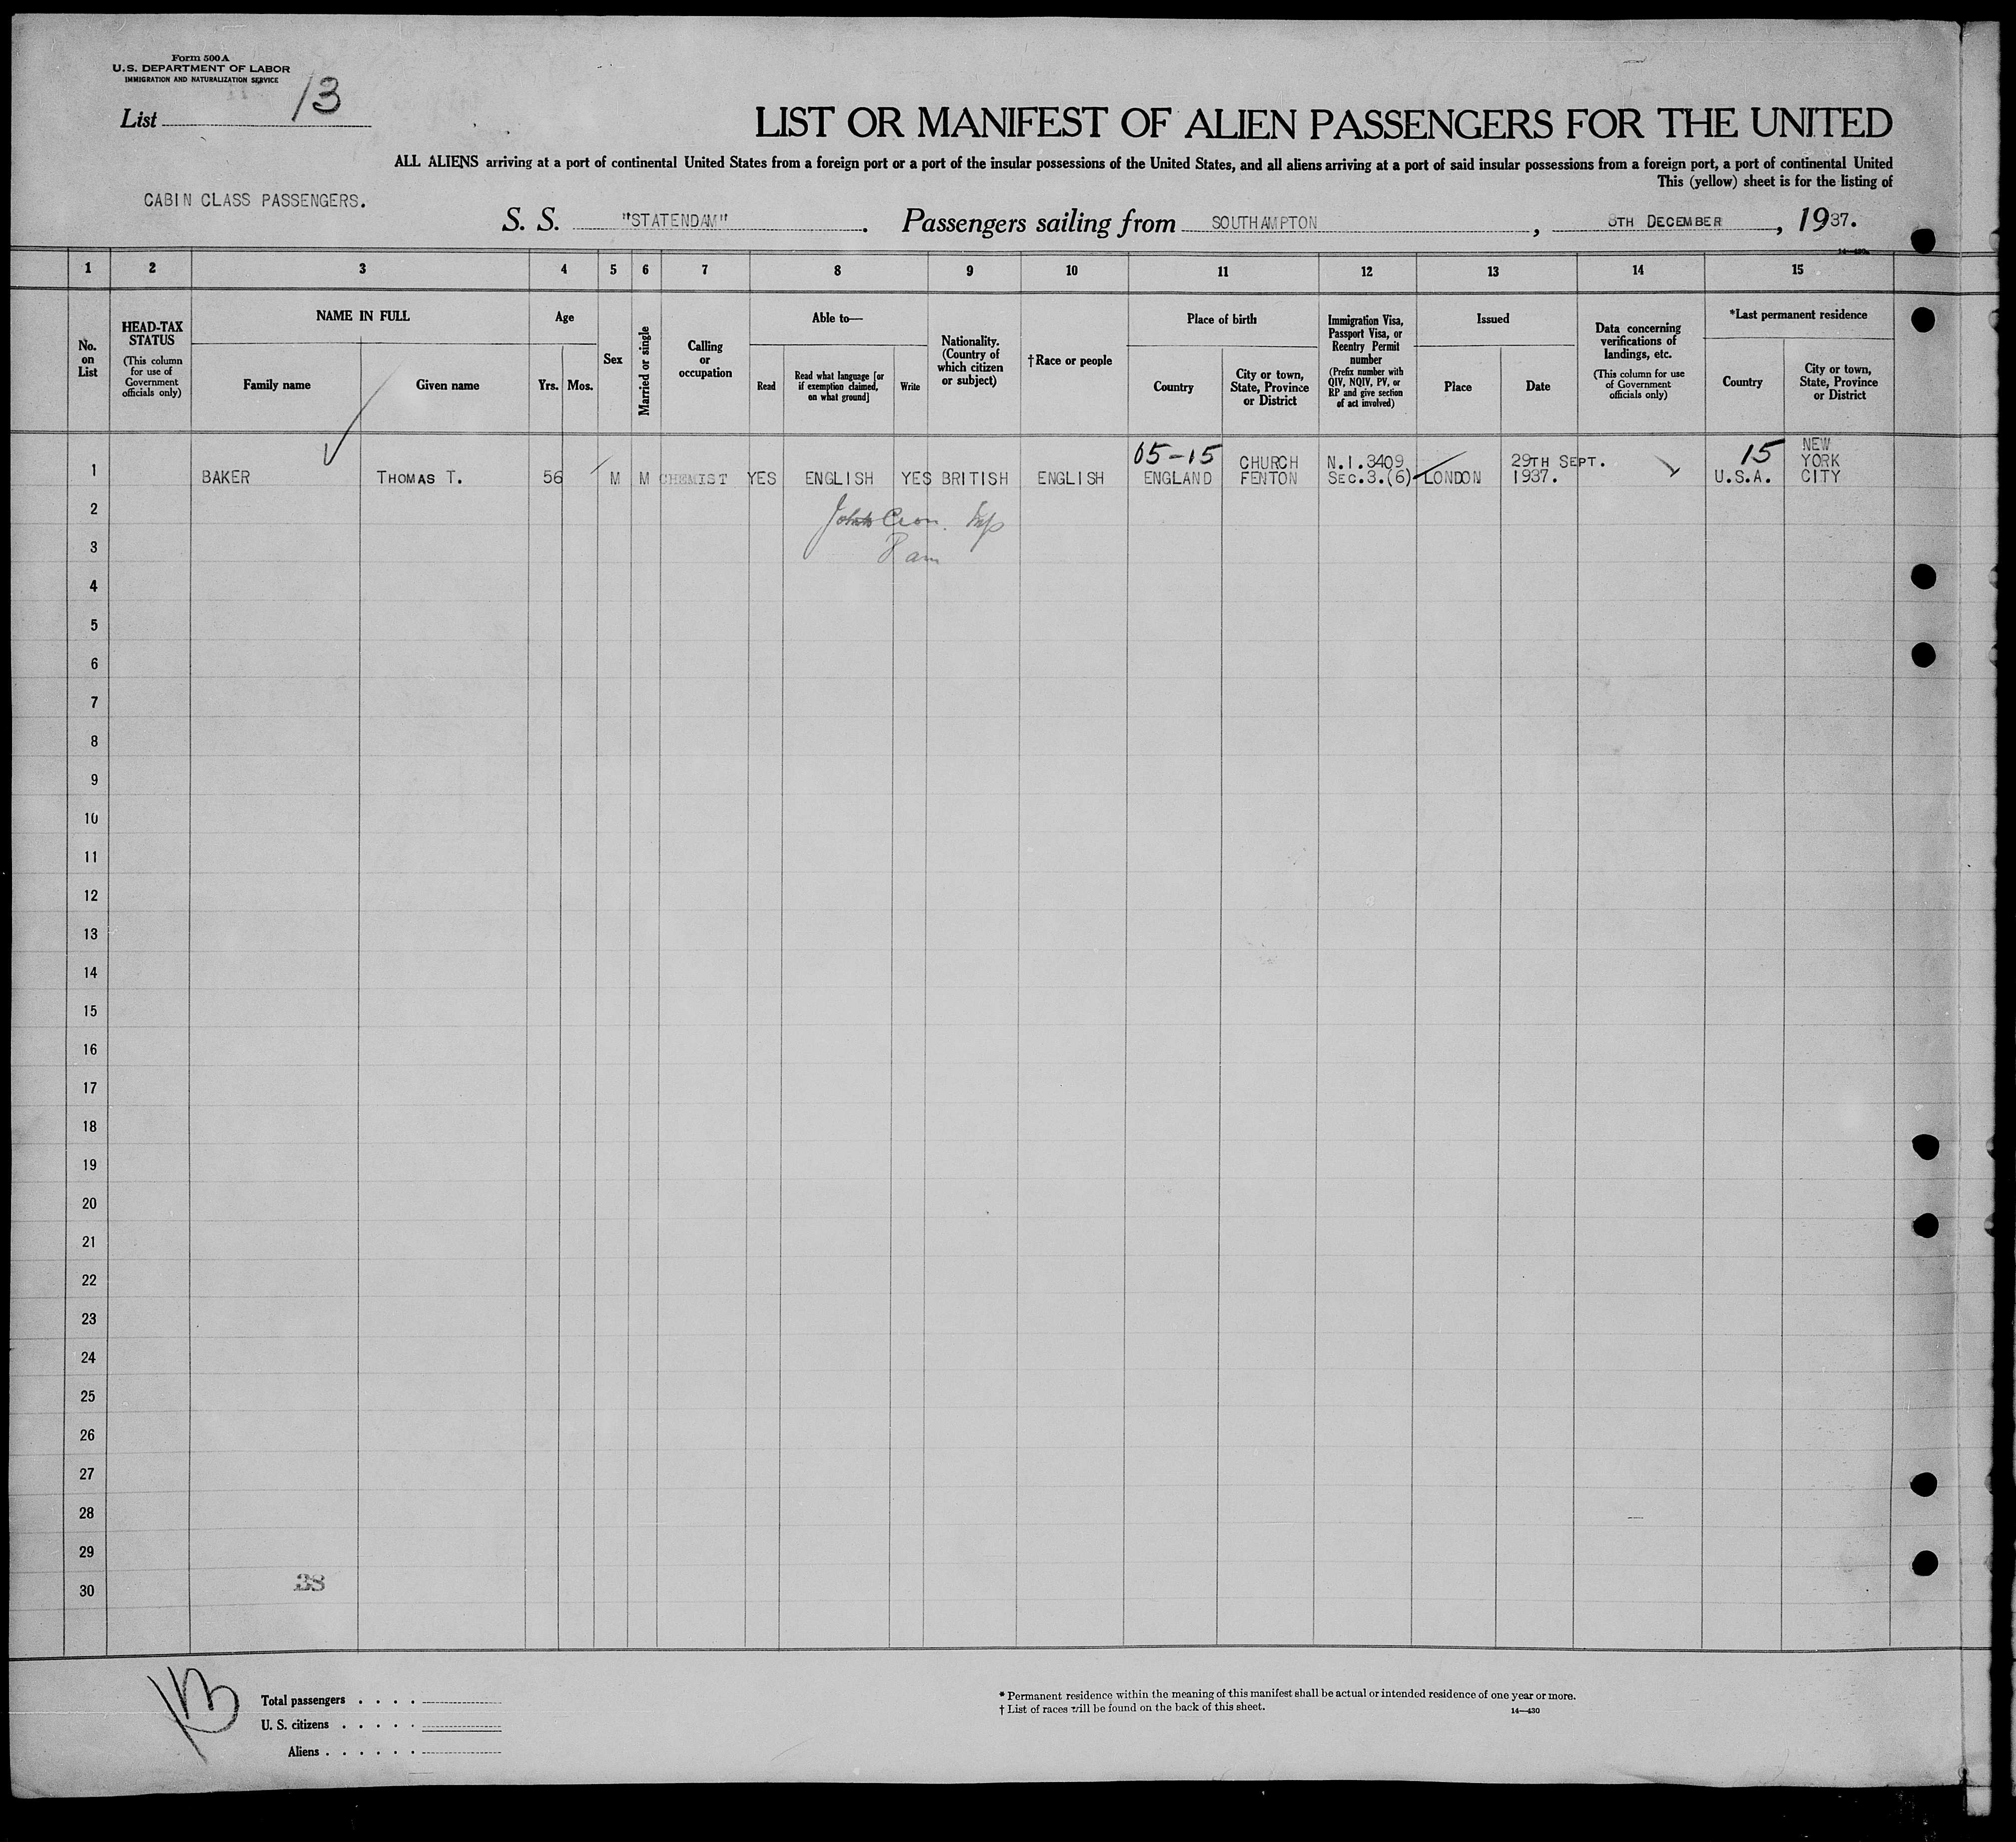 Form 500A
U.S. DEPARTMENT OF LABOR
IMMIGRATION AND NATURALIZATION SERVICE
List 13
LIST OR MANIFEST OF ALIEN PASSENGERS FOR THE UNITED
ALL ALIENS arriving at a port of continental United States from a foreign port or a port of the insular possessions of the United States, and all aliens arriving at a port of said insular possessions from a foreign port, a port of continental United
This (yellow) sheet is for the listing of
CABIN CLASS PASSENGERS.
S. S. "STATENDAM". Passengers sailing from SOUTHAMPTON, 8TH DECEMBER, 1937.
14—430
1 2 3 4 5 6 7 8 9 10 11 12 13 14 15
No. on List
HEAD-TAX STATUS
(This column for use of Government officials only)
NAME IN FULL
Family name
Given name
Age
Yrs. Mos.
Sex
Married or single
Calling or occupation
Able to—
Read
Read what language [or if exemption claimed, on what ground]
Write
Nationality. (Country of which citizen or subject)
†Race or people
Place of birth
Country
City or town, State, Province or District
Immigration Visa, Passport Visa, or Reentry Permit number
(Prefix number with QIV, NQIV, PV, or RP and give section of act involved)
Issued
Place
Date
Data concerning verifications of landings, etc.
(This column for use of Government officials only)
*Last permanent residence
Country
City or town, State, Province or District
05-15 CHURCH N.I.3409 29TH SEPT. 15 NEW YORK
1 BAKER THOMAS T. 56 M M CHEMIST YES ENGLISH YES BRITISH ENGLISH ENGLAND FENTON SEC.3.(6) LONDON 1937. U.S.A. CITY
2
3 8 am
4
5
6
7
8
9
10
11
12
13
14
15
16
17
18
19
20
21
22
23
24
25
26
27
28
29
30
38
13
Total passengers . . . .
U. S. citizens . . . . .
Aliens . . . . . .
* Permanent residence within the meaning of this manifest shall be actual or intended residence of one year or more.
† List of races will be found on the back of this sheet.
14—430